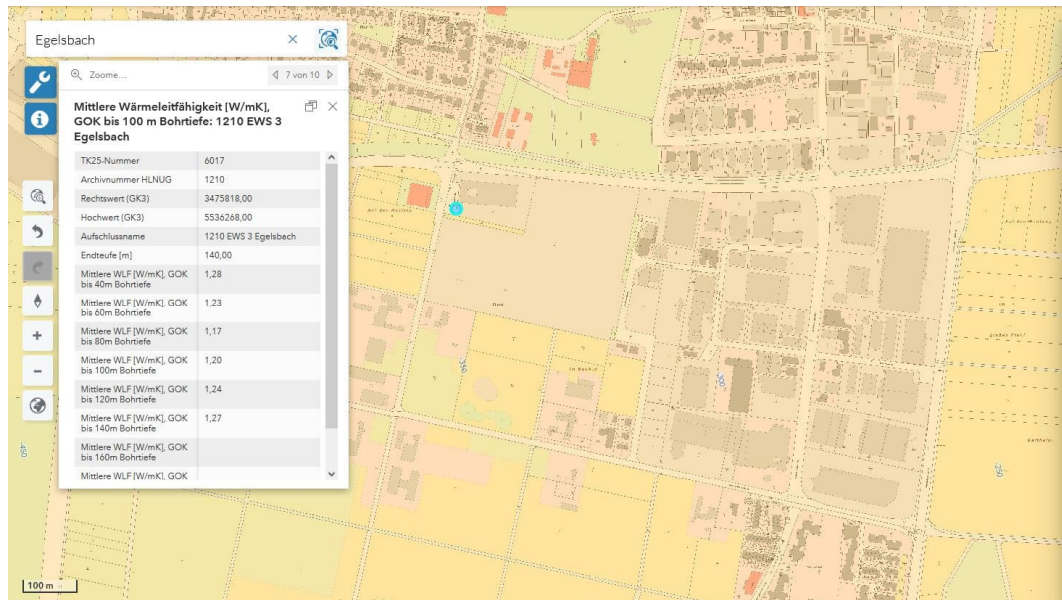 Egelsbach
Zoome...
7 von 10
Mittlere Wärmeleitfähigkeit [W/mK],
GOK bis 100 m Bohrtiefe: 1210 EWS 3
Egelsbach
TK25-Nummer 6017
Archivnummer HLNUG 1210
Rechtswert (GK3) 3475818,00
Hochwert (GK3) 5536268,00
Aufschlussname 1210 EWS 3 Egelsbach
Endteufe [m] 140,00
Mittlere WLF [W/mK], GOK 1,28
bis 40m Bohrtiefe
Mittlere WLF [W/mK], GOK 1,23
bis 60m Bohrtiefe
Mittlere WLF [W/mK], GOK 1,17
bis 80m Bohrtiefe
Mittlere WLF [W/mK], GOK 1,20
bis 100m Bohrtiefe
Mittlere WLF [W/mK], GOK 1,24
bis 120m Bohrtiefe
Mittlere WLF [W/mK], GOK 1,27
bis 140m Bohrtiefe
Mittlere WLF [W/mK], GOK
bis 160m Bohrtiefe
Mittlere WLF [W/mK], GOK
350
300
250
450
100 m